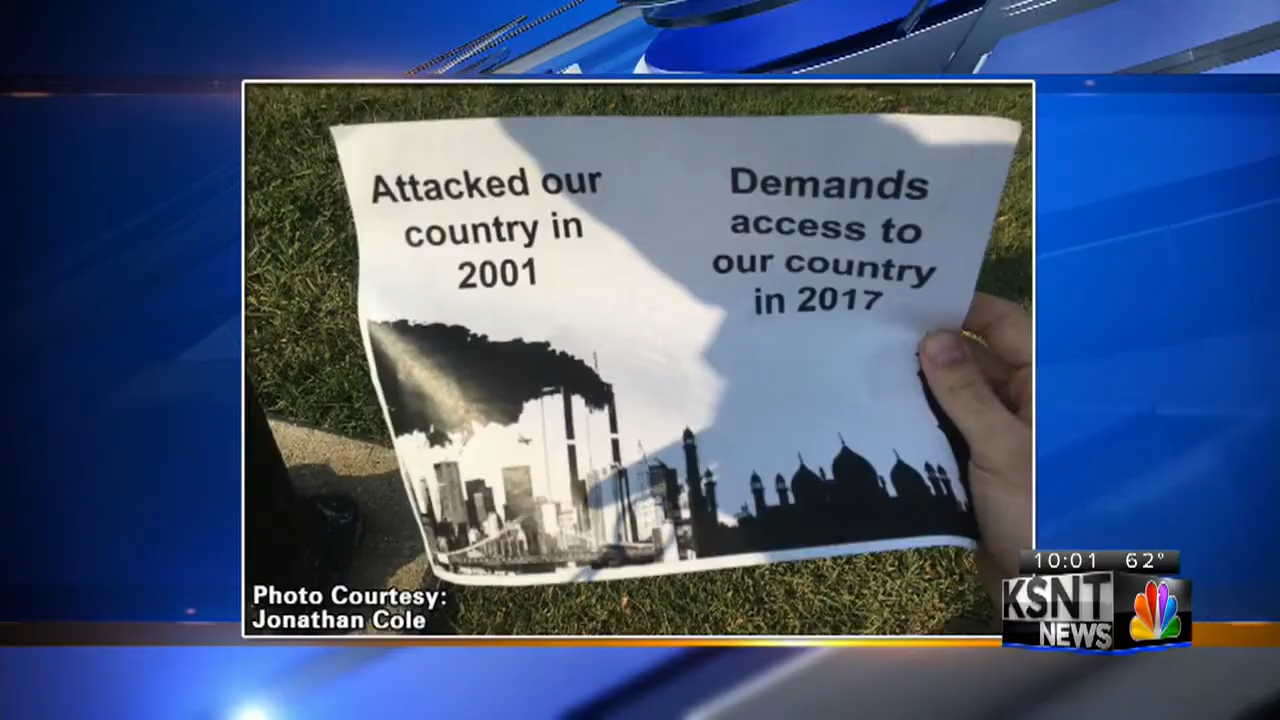 Attacked our
country in
2001
Demands
access to
our country
in 2017
Photo Courtesy:
Jonathan Cole
10:01 62°
KSNT
NEWS